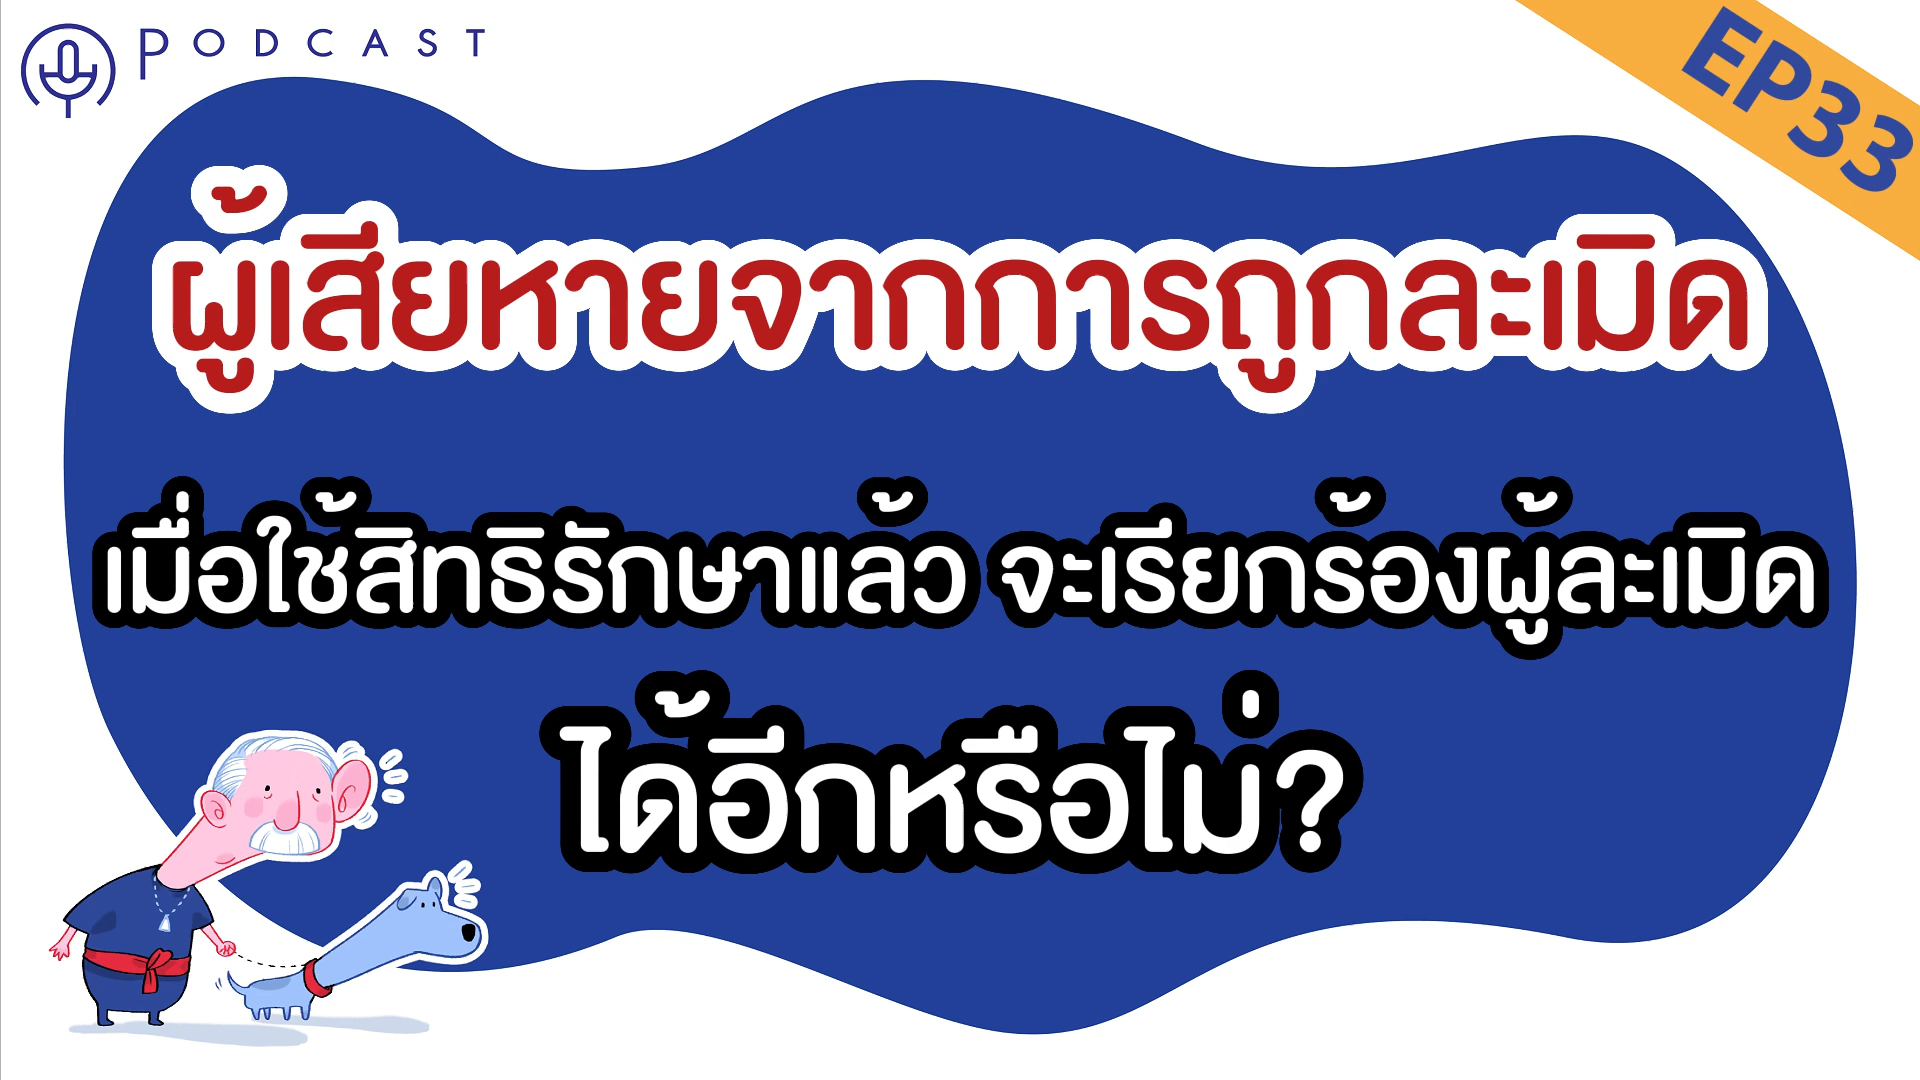 PODCAST
EP33
ผู้เสียหายจากการถูกละเมิด
เมื่อใช้สิทธิรักษาแล้ว จะเรียกร้องผู้ละเมิด
ได้อีกหรือไม่?